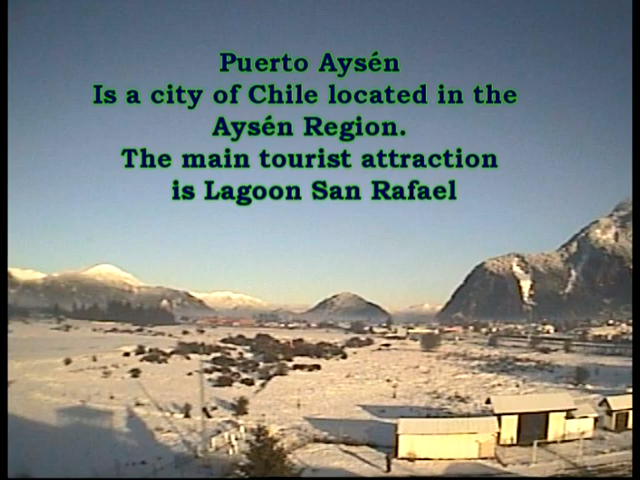 Puerto Aysén
Is a city of Chile located in the
Aysén Region.
The main tourist attraction
is Lagoon San Rafael